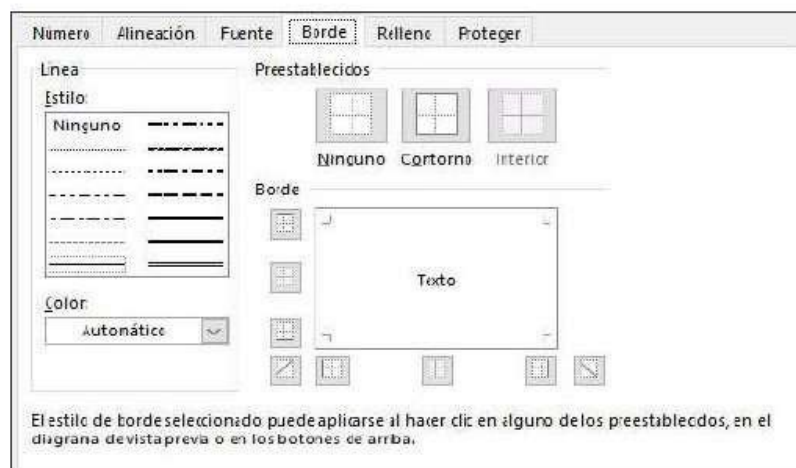 Número Alineación Fuente Borde Relleno Proteger
Línea
Estilo:
Ninguno
Color:
Automático
Preestablecidos
Ninguno Contorno Interior
Borde
Texto
El estilo de borde seleccionado puede aplicarse al hacer clic en alguno de los preestablecidos, en el
diagrama de vista previa o en los botones de arriba.